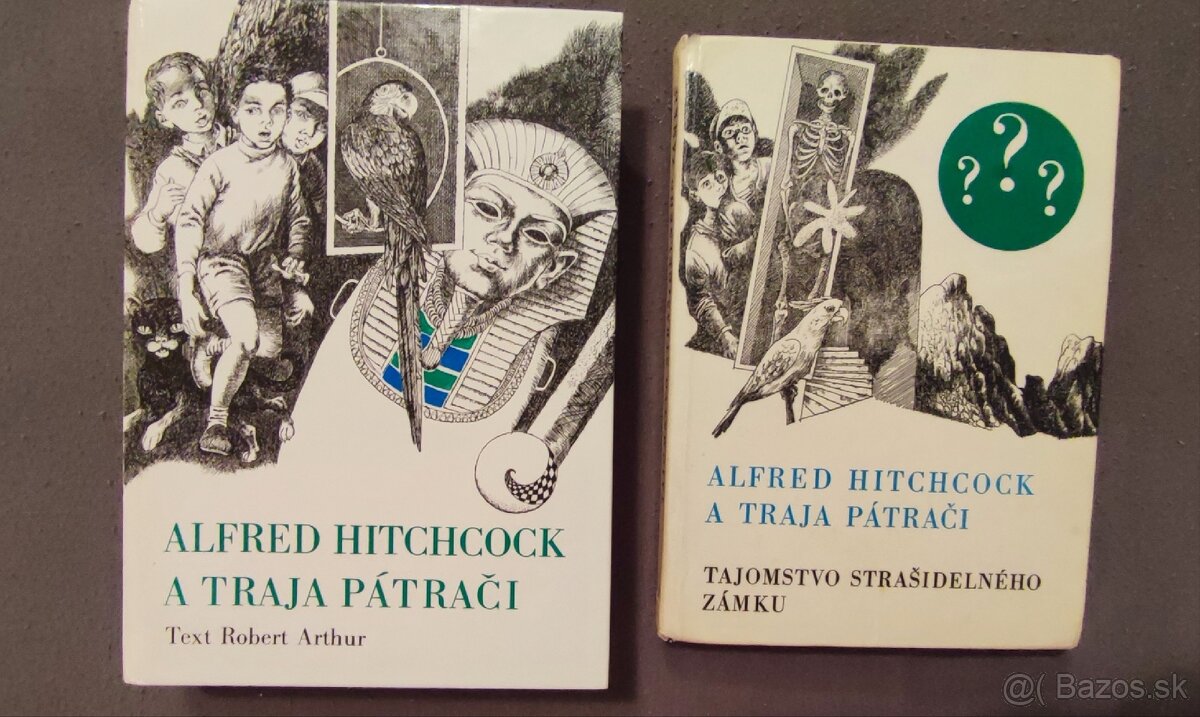 ALFRED HITCHCOCK
A TRAJA PÁTRAČI
Text Robert Arthur
? ? ?
ALFRED HITCHCOCK
A TRAJA PÁTRAČI
TAJOMSTVO STRAŠIDELNÉHO
ZÁMKU
@( Bazos.sk